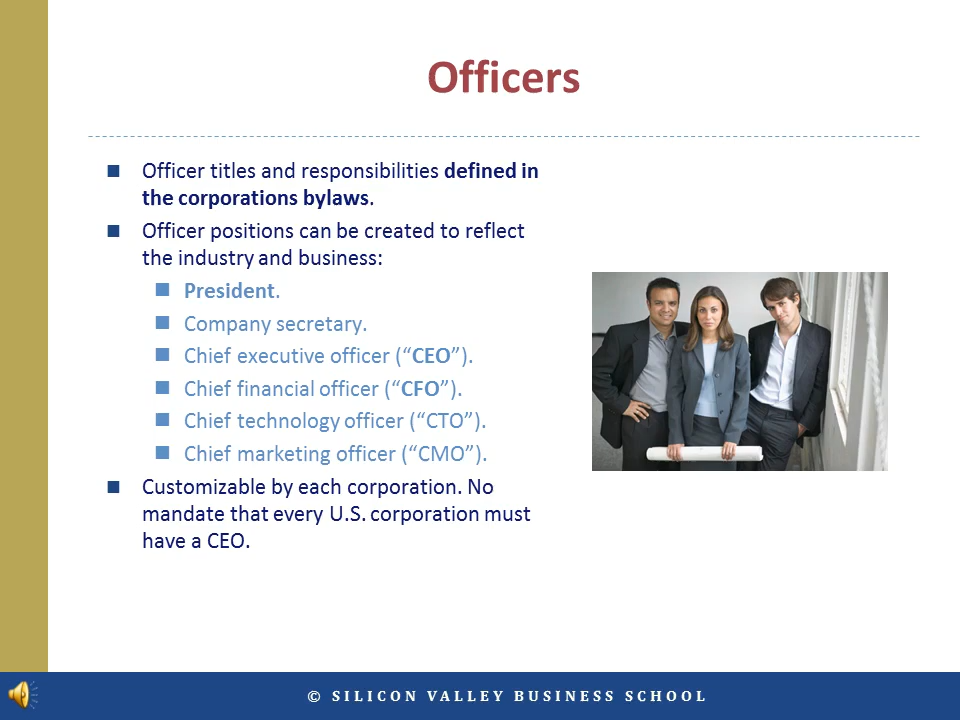 Officers
Officer titles and responsibilities defined in
the corporations bylaws.
Officer positions can be created to reflect
the industry and business:
President.
Company secretary.
Chief executive officer (“CEO”).
Chief financial officer (“CFO”).
Chief technology officer (“CTO”).
Chief marketing officer (“CMO”).
Customizable by each corporation. No
mandate that every U.S. corporation must
have a CEO.
© SILICON VALLEY BUSINESS SCHOOL